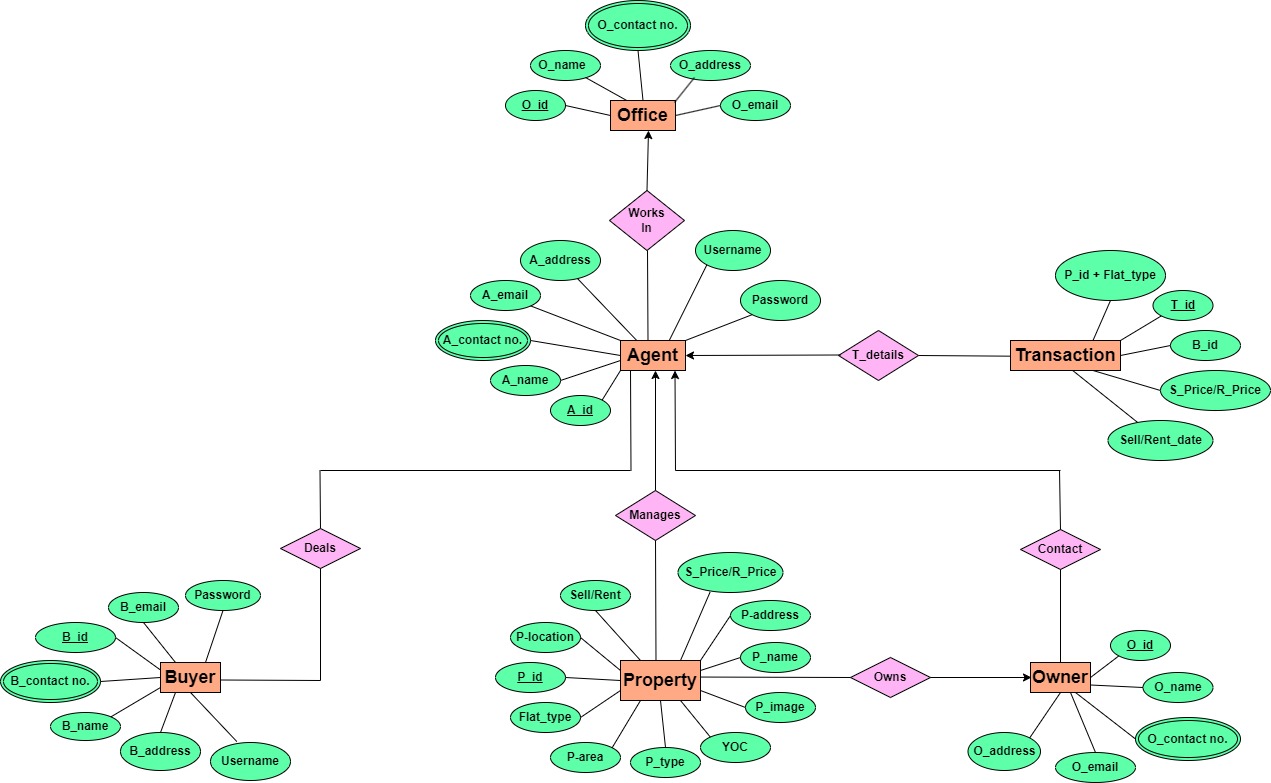 O_contact no.
O_name
O_address
O_id
O_email
Office
Works
In
A_address
Username
A_email
Password
A_contact no.
A_name
A_id
Agent
T_details
P_id + Flat_type
T_id
B_id
Transaction
S_Price/R_Price
Sell/Rent_date
Deals
Manages
Contact
B_email
Password
B_id
B_contact no.
Buyer
B_name
B_address
Username
S_Price/R_Price
Sell/Rent
P-address
P-location
P_name
P_id
Property
Flat_type
P_image
P-area
P_type
YOC
Owns
O_id
Owner
O_name
O_contact no.
O_address
O_email